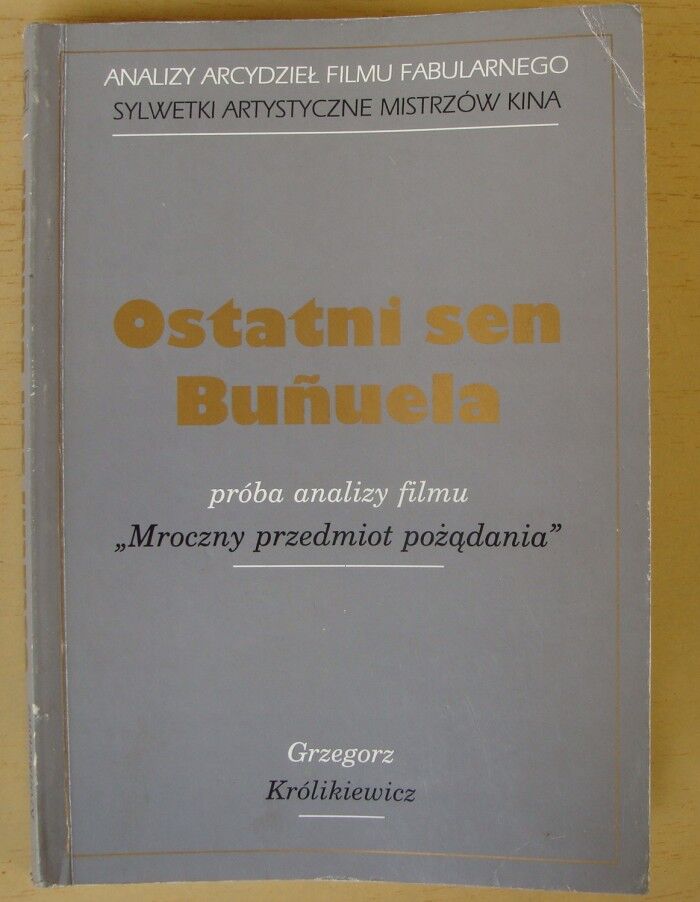 ANALIZY ARCYDZIEŁ FILMU FABULARNEGO
SYLWETKI ARTYSTYCZNE MISTRZÓW KINA
Ostatni sen
Buñuela
próba analizy filmu
„Mroczny przedmiot pożądania”
Grzegorz
Królikiewicz